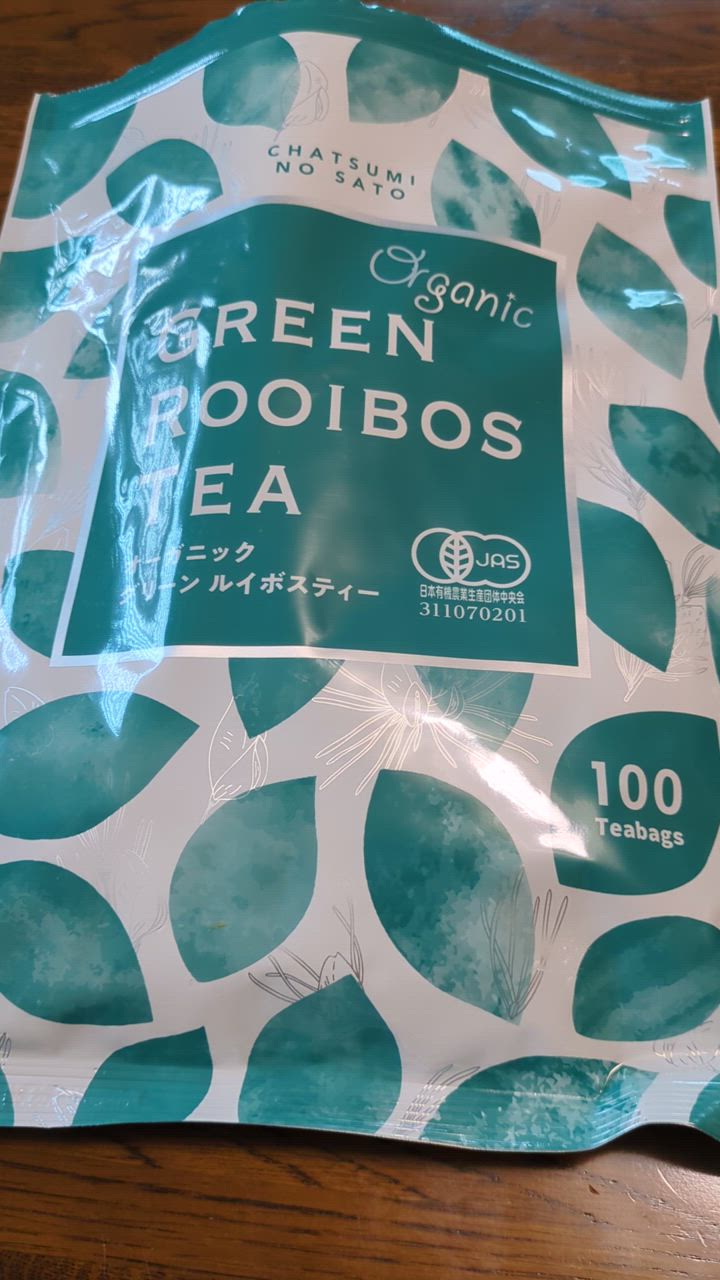 CHATSUMI
NO SATO
Organic
GREEN
ROOIBOS
TEA
オーガニック
グリーン ルイボスティー
JAS
日本有機農業生産団体中央会
311070201
100
Teabags